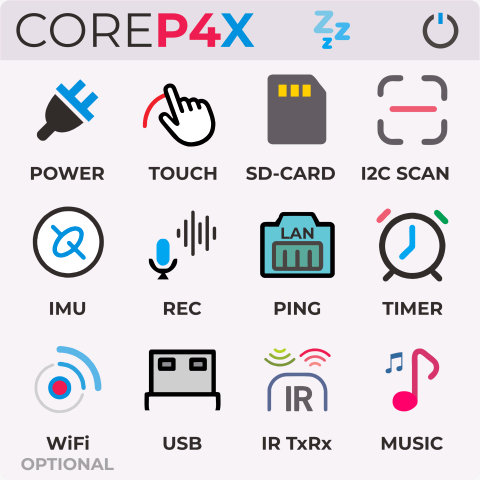 COREP4X
zzz
POWER TOUCH SD-CARD I2C SCAN
LAN
IMU REC PING TIMER
IR
WiFi USB IR TxRx MUSIC
OPTIONAL